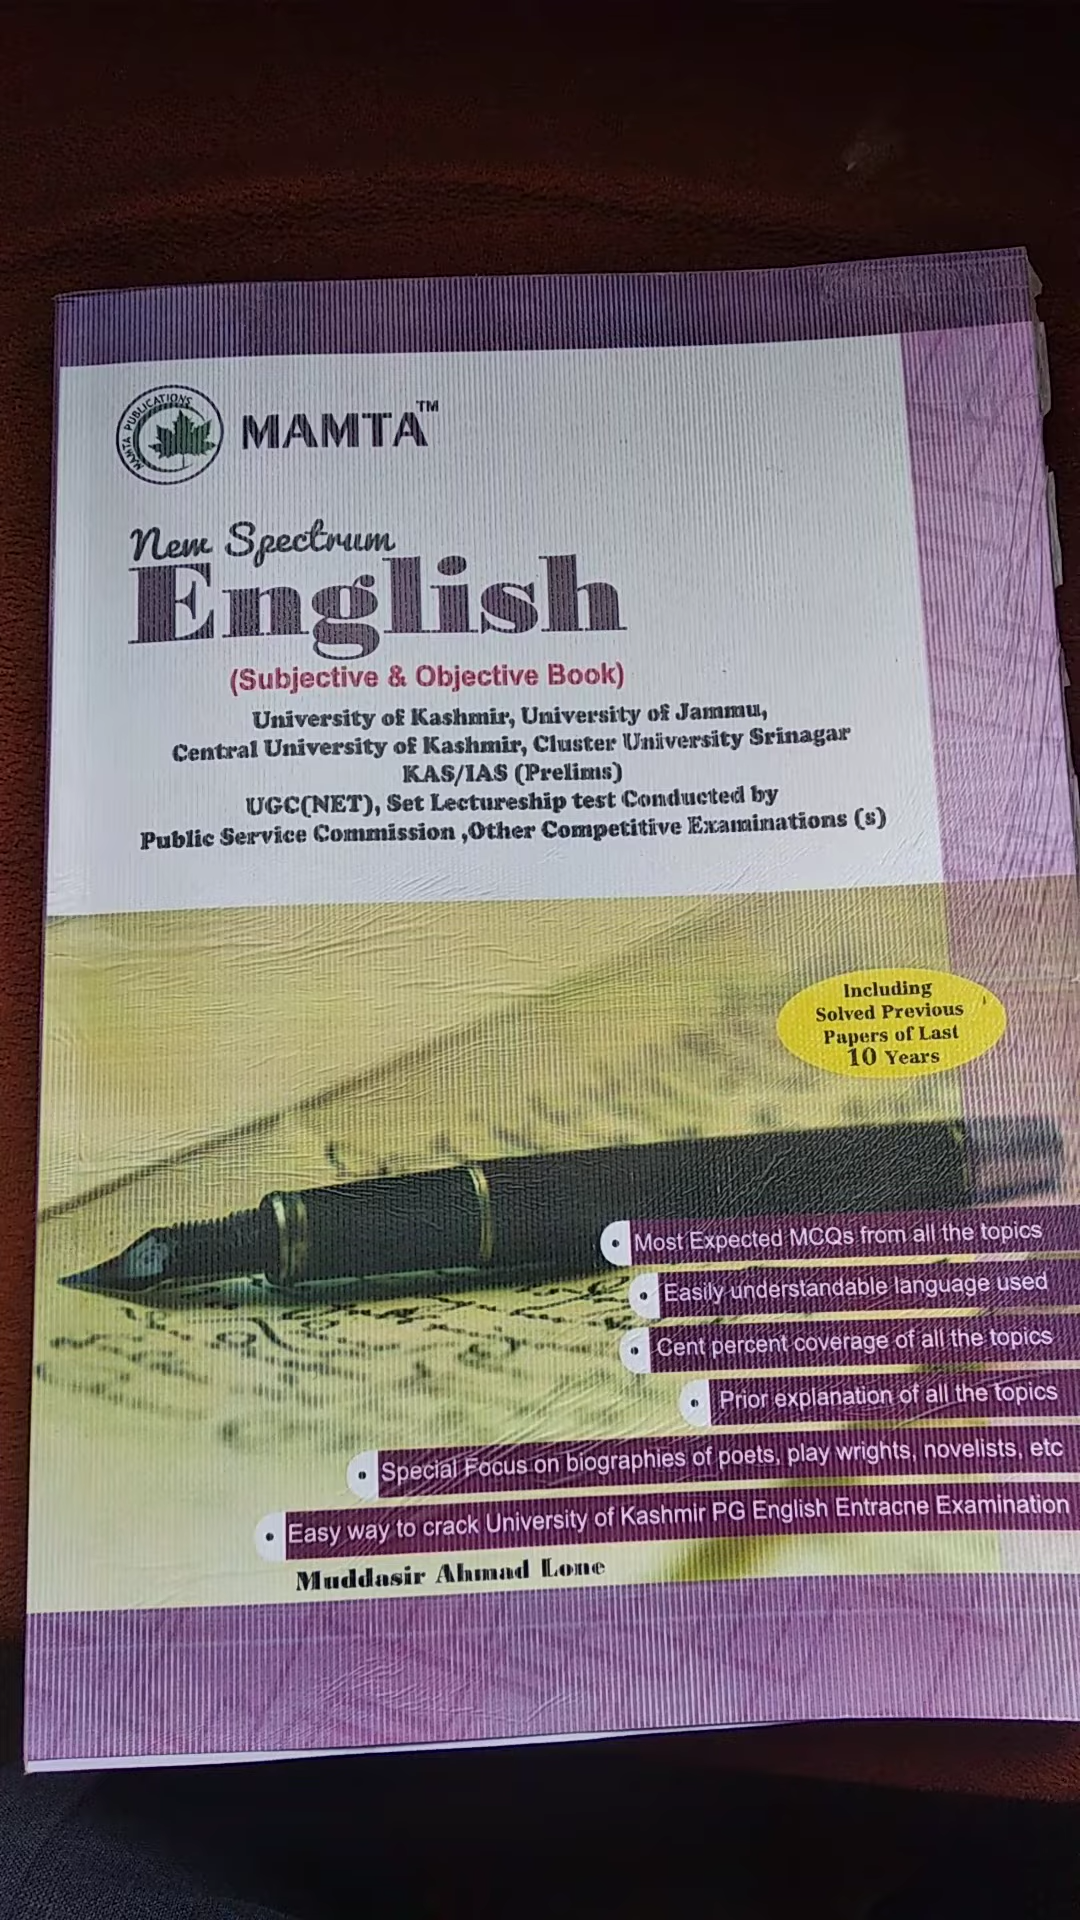 MAMTA PUBLICATIONS
MAMTA™
New Spectrum
English
(Subjective & Objective Book)
University of Kashmir, University of Jammu,
Central University of Kashmir, Cluster University Srinagar
KAS/IAS (Prelims)
UGC(NET), Set Lectureship test Conducted by
Public Service Commission ,Other Competitive Examinations (s)
Including
Solved Previous
Papers of Last
10 Years
Most Expected MCQs from all the topics
Easily understandable language used
Cent percent coverage of all the topics
Prior explanation of all the topics
Special Focus on biographies of poets, play wrights, novelists, etc
Easy way to crack University of Kashmir PG English Entracne Examination
Muddasir Ahmad Lone